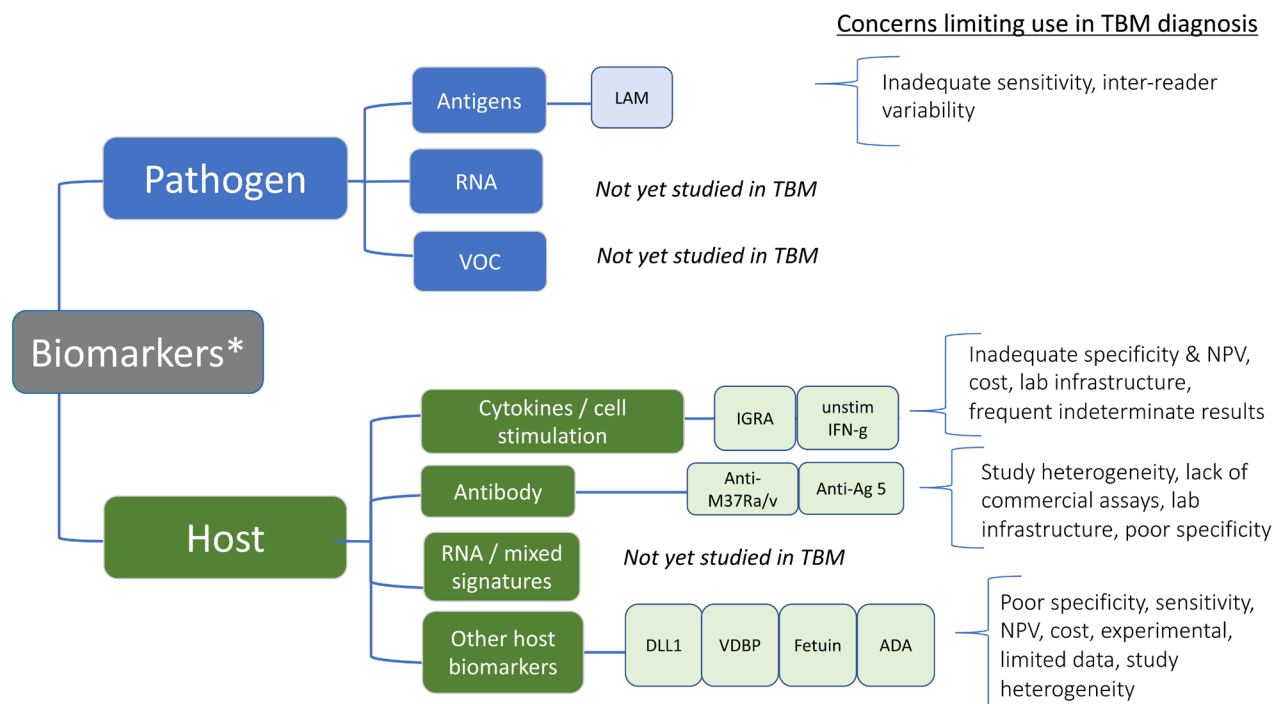 Concerns limiting use in TBM diagnosis
Antigens
LAM
Inadequate sensitivity, inter-reader
variability
Pathogen
RNA
Not yet studied in TBM
VOC
Not yet studied in TBM
Biomarkers*
Cytokines / cell
stimulation
IGRA
unstim
IFN-g
Inadequate specificity & NPV,
cost, lab infrastructure,
frequent indeterminate results
Antibody
Anti-
M37Ra/v
Anti-Ag 5
Study heterogeneity, lack of
commercial assays, lab
infrastructure, poor specificity
Host
RNA / mixed
signatures
Not yet studied in TBM
Other host
biomarkers
DLL1
VDBP
Fetuin
ADA
Poor specificity, sensitivity,
NPV, cost, experimental,
limited data, study
heterogeneity